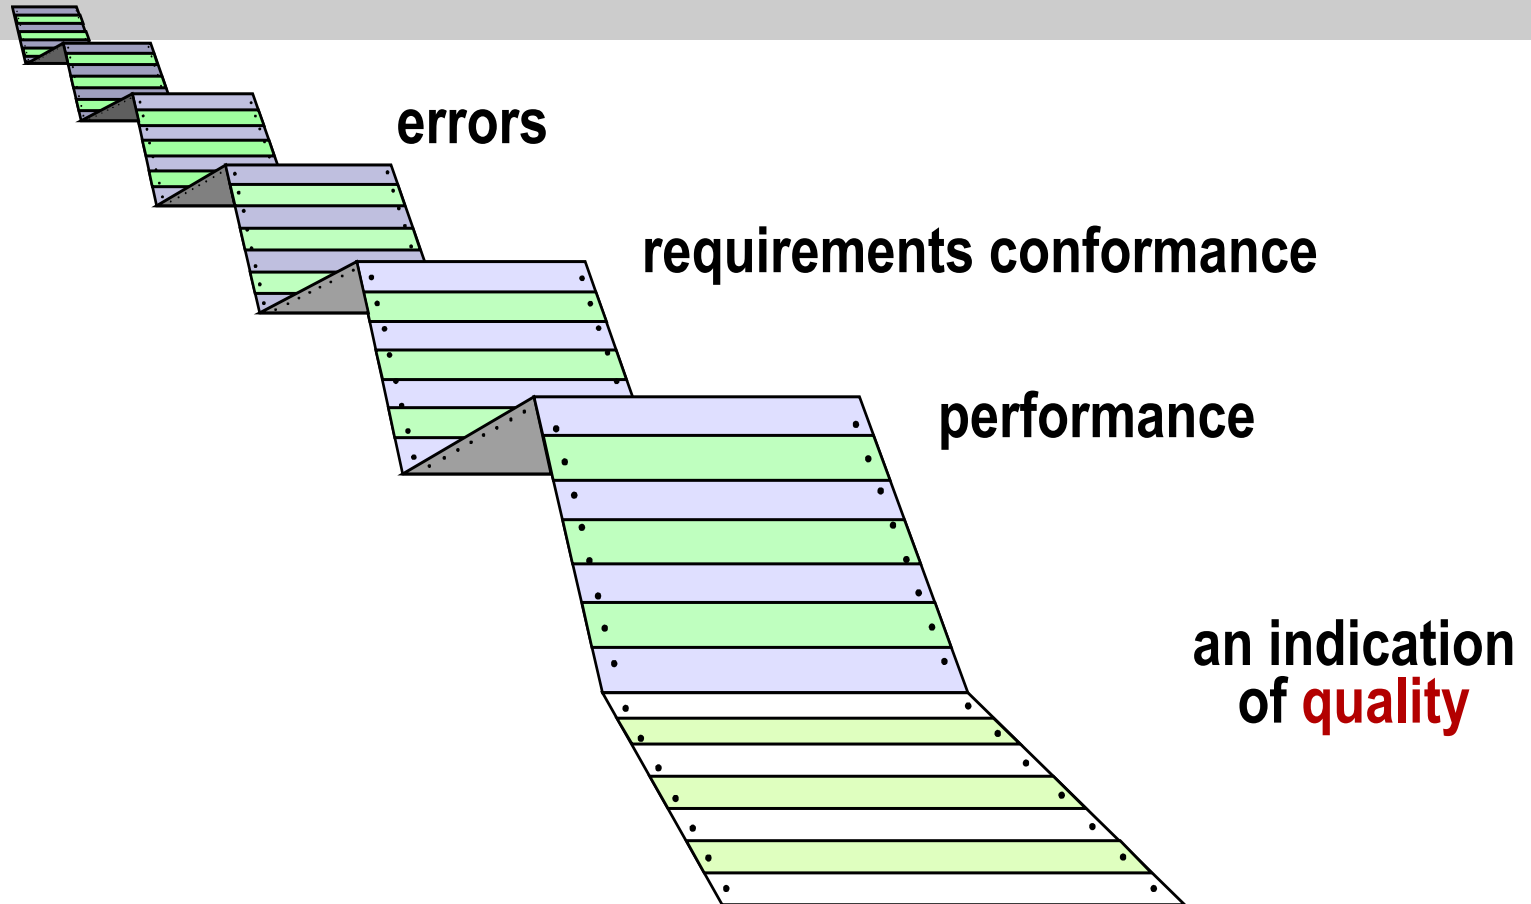 errors
requirements conformance
performance
an indication
of quality